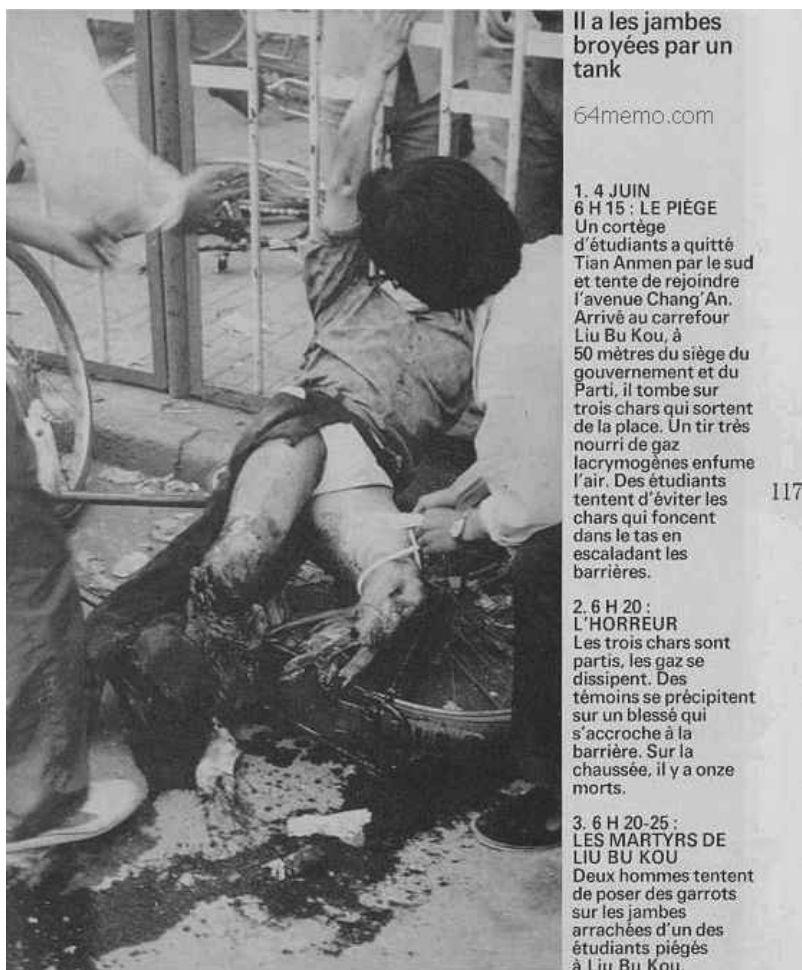 Il a les jambes
broyées par un
tank
64memo.com
1. 4 JUIN
6 H 15 : LE PIÉGE
Un cortège
d'étudiants a quitté
Tian Anmen par le sud
et tente de rejoindre
l'avenue Chang'An.
Arrivé au carrefour
Liu Bu Kou, à
50 mètres du siège du
gouvernement et du
Parti, il tombe sur
trois chars qui sortent
de la place. Un tir très
nourri de gaz
lacrymogènes enfume
l'air. Des étudiants
tentent d'éviter les
chars qui foncent
dans le tas en
escaladant les
barrières.
117
2. 6 H 20 :
L'HORREUR
Les trois chars sont
partis, les gaz se
dissipent. Des
témoins se précipitent
sur un blessé qui
s'accroche à la
barrière. Sur la
chaussée, il y a onze
morts.
3. 6 H 20-25 :
LES MARTYRS DE
LIU BU KOU
Deux hommes tentent
de poser des garrots
sur les jambes
arrachées d'un des
étudiants piégés
à Liu Bu Kou